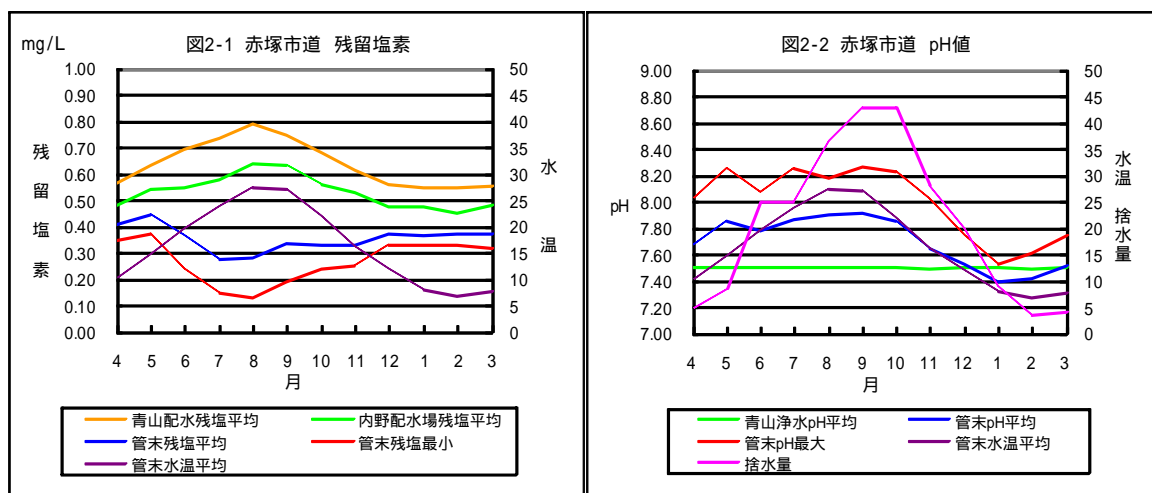 mg/L
図2-1 赤塚市道 残留塩素
1.00
0.90
0.80
0.70
0.60
0.50
0.40
0.30
0.20
0.10
0.00
残留塩素
50
45
40
35
30
25
20
15
10
5
0
水温
4 5 6 7 8 9 10 11 12 1 2 3
月
青山配水残塩平均 内野配水場残塩平均
管末残塩平均 管末残塩最小
管末水温平均
図2-2 赤塚市道 pH値
9.00
8.80
8.60
8.40
8.20
8.00
7.80
7.60
7.40
7.20
7.00
pH
50
45
40
35
30
25
20
15
10
5
0
水温 捨水量
4 5 6 7 8 9 10 11 12 1 2 3
月
青山浄水pH平均 管末pH平均
管末pH最大 管末水温平均
捨水量